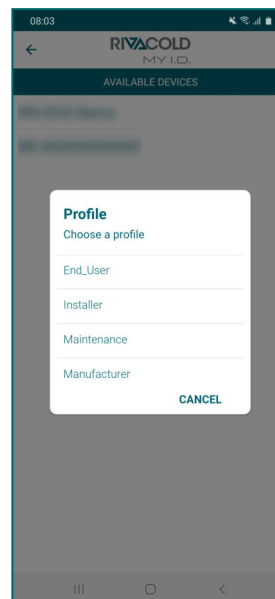 08:03
RIVACOLD
MY I.D.
AVAILABLE DEVICES
Profile
Choose a profile
End_User
Installer
Maintenance
Manufacturer
CANCEL